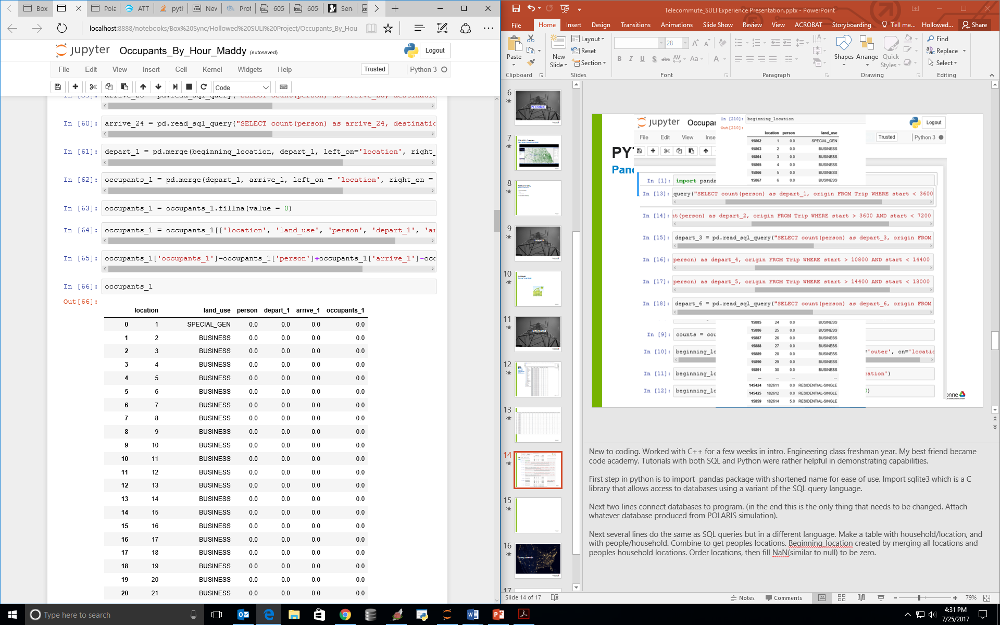 Box
Pola
ATT
pyth
Nev
Prof
605
605
Sen
localhost:8888/notebooks/Box%20Sync/Hollowed%20SULI%20Project/Occupants_By_Hou
jupyter Occupants_By_Hour_Maddy (autosaved)
Logout
File Edit View Insert Cell Kernel Widgets Help
Trusted
Python 3
Code
In [60]: arrive_24 = pd.read_sql_query("SELECT count(person) as arrive_24, destinatio
In [61]: depart_1 = pd.merge(beginning_location, depart_1, left_on='location', right_
In [62]: occupants_1 = pd.merge(depart_1, arrive_1, left_on = 'location', right_on =
In [63]: occupants_1 = occupants_1.fillna(value = 0)
In [64]: occupants_1 = occupants_1[['location', 'land_use', 'person', 'depart_1', 'ar
In [65]: occupants_1['occupants_1']=occupants_1['person']+occupants_1['arrive_1']-occ
In [66]: occupants_1
Out[66]:
location land_use person depart_1 arrive_1 occupants_1
0 1 SPECIAL_GEN 0.0 0.0 0.0 0.0
1 2 BUSINESS 0.0 0.0 0.0 0.0
2 3 BUSINESS 0.0 0.0 0.0 0.0
3 4 BUSINESS 0.0 0.0 0.0 0.0
4 5 BUSINESS 0.0 0.0 0.0 0.0
5 6 BUSINESS 0.0 0.0 0.0 0.0
6 7 BUSINESS 0.0 0.0 0.0 0.0
7 8 BUSINESS 0.0 0.0 0.0 0.0
8 9 BUSINESS 0.0 0.0 0.0 0.0
9 10 BUSINESS 0.0 0.0 0.0 0.0
10 11 BUSINESS 0.0 0.0 0.0 0.0
11 12 BUSINESS 0.0 0.0 0.0 0.0
12 13 BUSINESS 0.0 0.0 0.0 0.0
13 14 BUSINESS 0.0 0.0 0.0 0.0
14 15 BUSINESS 0.0 0.0 0.0 0.0
15 16 BUSINESS 0.0 0.0 0.0 0.0
16 17 BUSINESS 0.0 0.0 0.0 0.0
17 18 BUSINESS 0.0 0.0 0.0 0.0
18 19 BUSINESS 0.0 0.0 0.0 0.0
19 20 BUSINESS 0.0 0.0 0.0 0.0
20 21 BUSINESS 0.0 0.0 0.0 0.0
Telecommute_SULI Experience Presentation.pptx - PowerPoint
File Home Insert Design Transitions Animations Slide Show Review View ACROBAT Storyboarding Tell me... Hollowed... Share
Paste
New Slide
Layout
Reset
Section
28
B I U S abc AV Aa A
Shapes Arrange Quick Styles
Find
Replace
Select
Clipboard Slides Font Paragraph Drawing Editing
6
POLARIS
7
8
9
10
11
DATA ANALYSIS
12
SQL
13
14
15
16
17
jupyter Occupar
Logout
File Edit View Inse
Trusted
Python 3
PY
Pand
In [210]: beginning_location
Out[210]:
location person land_use
15862 1 0.0 SPECIAL_GEN
15863 2 0.0 BUSINESS
15864 3 0.0 BUSINESS
15865 4 0.0 BUSINESS
15866 5 0.0 BUSINESS
15867 6 0.0 BUSINESS
In [1]: import panda
In [13]: query("SELECT count(person) as depart_1, origin FROM Trip WHERE start < 3600
In [14]: nt(person) as depart_2, origin FROM Trip WHERE start > 3600 AND start < 7200
In [15]: depart_3 = pd.read_sql_query("SELECT count(person) as depart_3, origin FROM
In [16]: person) as depart_4, origin FROM Trip WHERE start > 10800 AND start < 14400
In [17]: person) as depart_5, origin FROM Trip WHERE start > 14400 AND start < 18000
In [18]: depart_6 = pd.read_sql_query("SELECT count(person) as depart_6, origin FROM
15885 24 0.0 BUSINESS
15886 25 0.0 BUSINESS
15887 26 0.0 BUSINESS
15888 27 0.0 BUSINESS
15889 28 0.0 BUSINESS
15890 29 0.0 BUSINESS
15891 30 0.0 BUSINESS
... ... ... ...
145424 182611 0.0 RESIDENTIAL-SINGLE
145425 182612 0.0 RESIDENTIAL-SINGLE
15859 182614 5.0 RESIDENTIAL-SINGLE
In [9]: counts = cou
In [10]: beginning_lo ='outer', on='locatio
In [11]: beginning_lo cation')
In [12]: beginning_lo 0)
onne
New to coding. Worked with C++ for a few weeks in intro. Engineering class freshman year. My best friend became
code academy. Tutorials with both SQL and Python were rather helpful in demonstrating capabilities.
First step in python is to import pandas package with shortened name for ease of use. Import sqlite3 which is a C
library that allows access to databases using a variant of the SQL query language.
Next two lines connect databases to program. (in the end this is the only thing that needs to be changed. Attach
whatever database produced from POLARIS simulation).
Next several lines do the same as SQL queries but in a different language. Make a table with household/location, and
with people/household. Combine to get peoples locations. Beginning_location created by merging all locations and
peoples household locations. Order locations, then fill NaN(similar to null) to be zero.
Slide 14 of 17
Notes
Comments
79%
Type here to search
4:31 PM
7/25/2017